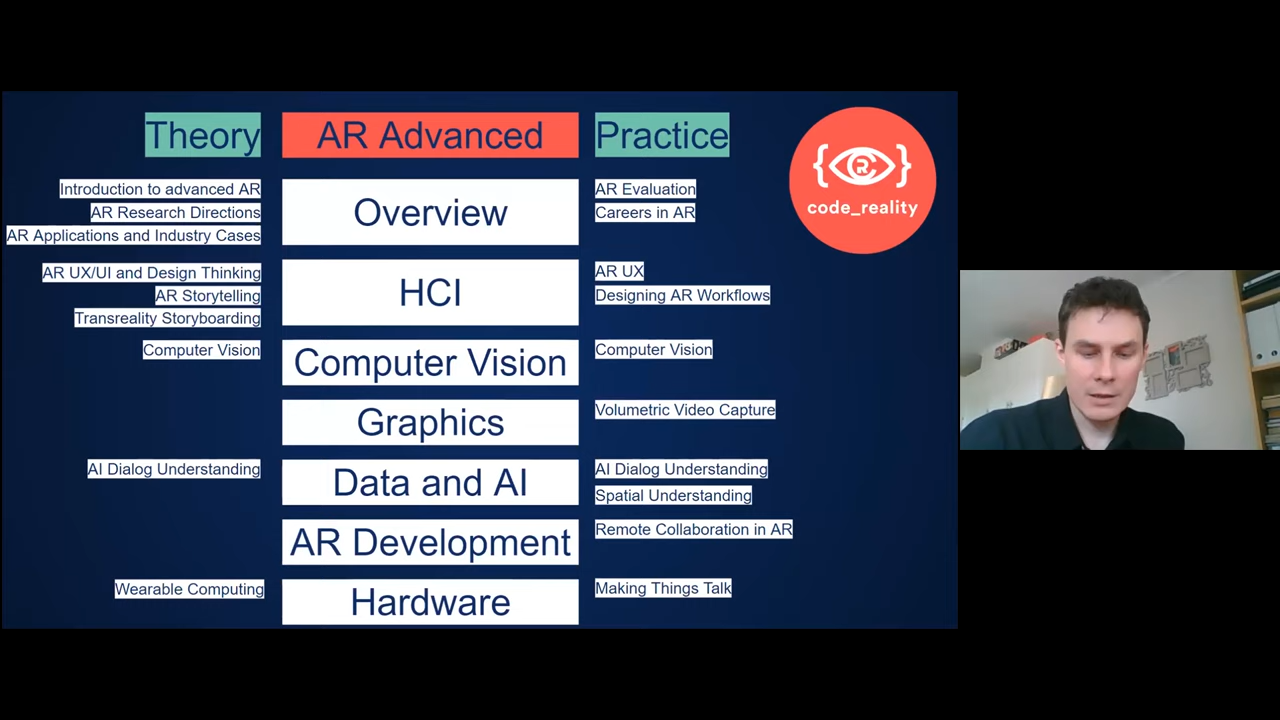 Theory
AR Advanced
Practice
Introduction to advanced AR
AR Research Directions
AR Applications and Industry Cases
Overview
AR Evaluation
Careers in AR
{RC}
code_reality
AR UX/UI and Design Thinking
AR Storytelling
Transreality Storyboarding
HCI
AR UX
Designing AR Workflows
Computer Vision
Computer Vision
Computer Vision
Graphics
Volumetric Video Capture
AI Dialog Understanding
Data and AI
AI Dialog Understanding
Spatial Understanding
AR Development
Remote Collaboration in AR
Wearable Computing
Hardware
Making Things Talk